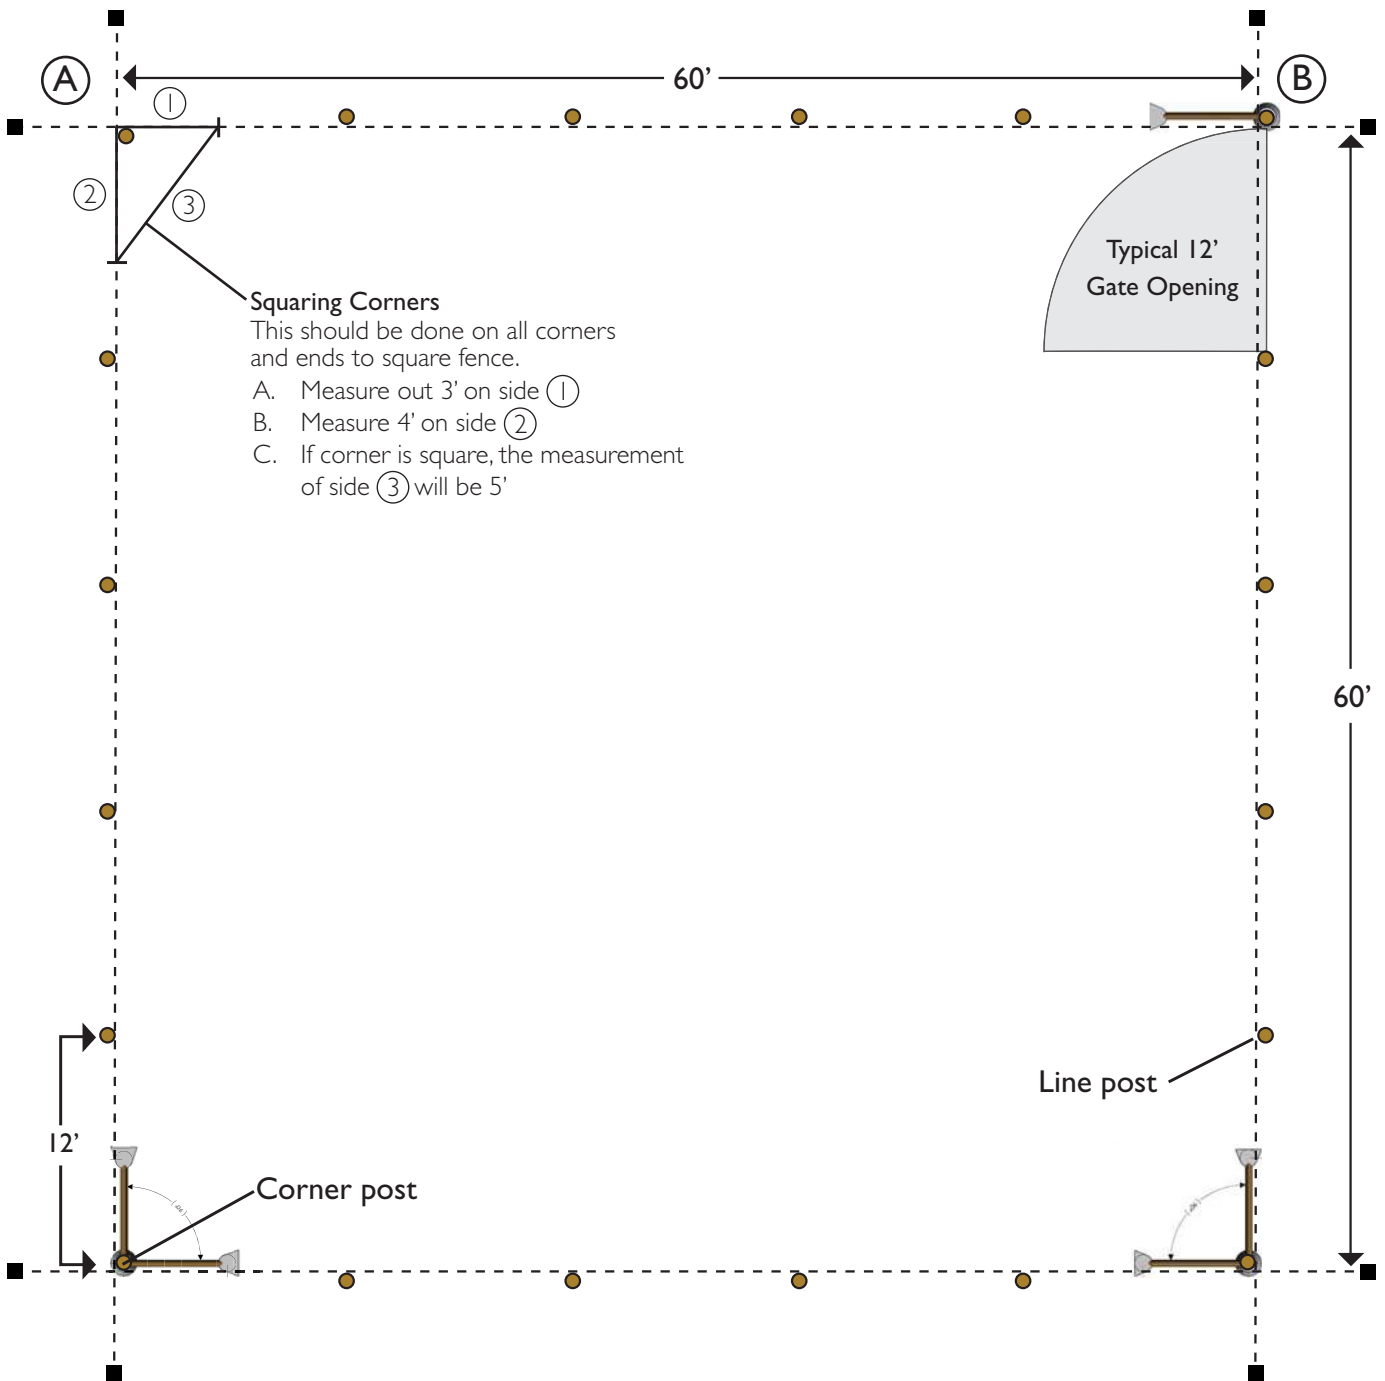 A
60’
B
1
2
3
Typical 12’
Gate Opening
Squaring Corners
This should be done on all corners
and ends to square fence.
A. Measure out 3’ on side 1
B. Measure 4’ on side 2
C. If corner is square, the measurement
of side 3 will be 5’
60’
Line post
12’
Corner post